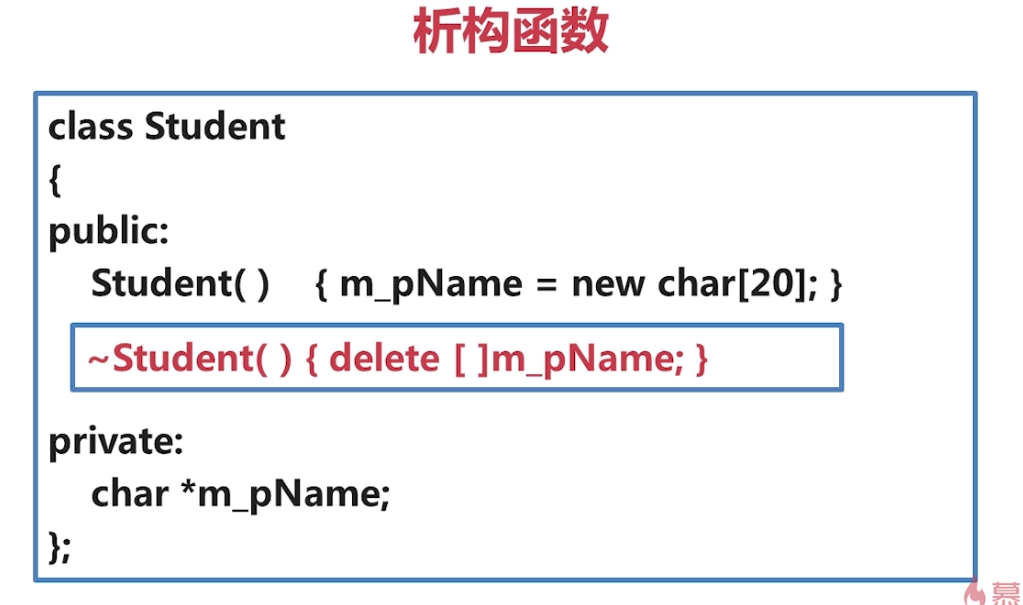 析构函数
class Student
{
public:
Student( ) { m_pName = new char[20]; }
~Student( ) { delete [ ]m_pName; }
private:
char *m_pName;
};
慕